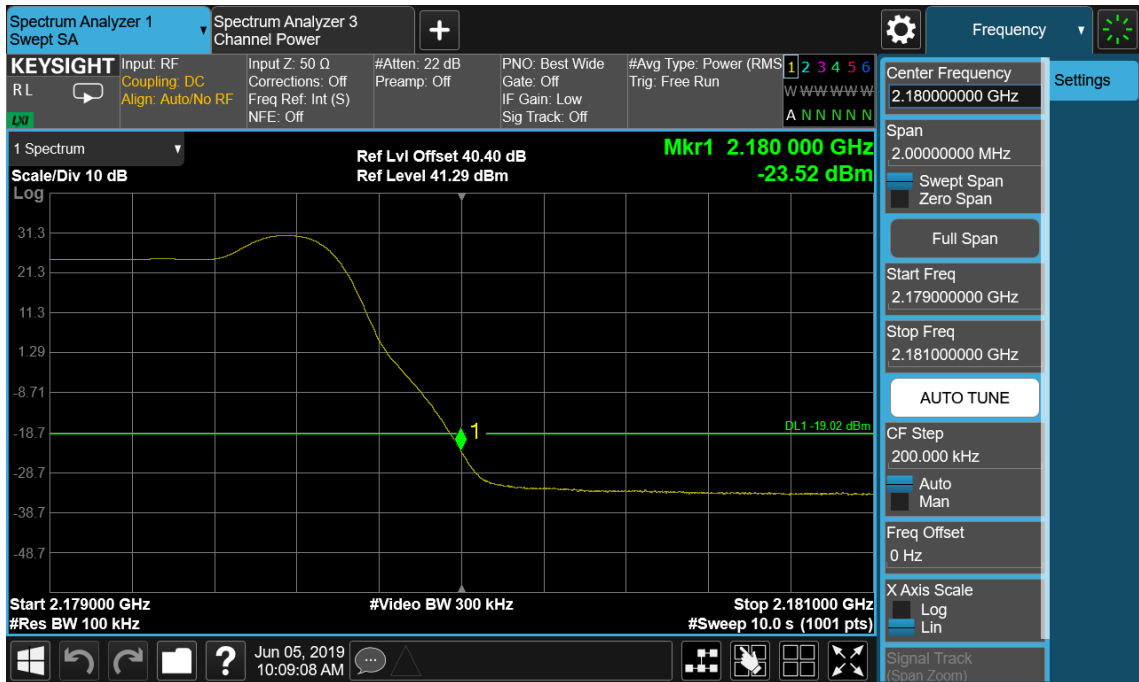 Spectrum Analyzer 1
Swept SA
Spectrum Analyzer 3
Channel Power
Frequency
KEYSIGHT
R L
LXI
Input: RF
Coupling: DC
Align: Auto/No RF
Input Z: 50 Ω
Corrections: Off
Freq Ref: Int (S)
NFE: Off
#Atten: 22 dB
Preamp: Off
PNO: Best Wide
Gate: Off
IF Gain: Low
Sig Track: Off
#Avg Type: Power (RMS
Trig: Free Run
1 2 3 4 5 6
W W W W W W
A N N N N N
1 Spectrum
Scale/Div 10 dB
Ref Lvl Offset 40.40 dB
Ref Level 41.29 dBm
Mkr1 2.180 000 GHz
-23.52 dBm
Log
31.3
21.3
11.3
1.29
-8.71
-18.7
-28.7
-38.7
-48.7
1
DL1 -19.02 dBm
Start 2.179000 GHz
#Res BW 100 kHz
#Video BW 300 kHz
Stop 2.181000 GHz
#Sweep 10.0 s (1001 pts)
Center Frequency
2.180000000 GHz
Settings
Span
2.00000000 MHz
Swept Span
Zero Span
Full Span
Start Freq
2.179000000 GHz
Stop Freq
2.181000000 GHz
AUTO TUNE
CF Step
200.000 kHz
Auto
Man
Freq Offset
0 Hz
X Axis Scale
Log
Lin
Signal Track
(Span Zoom)
?
Jun 05, 2019
10:09:08 AM